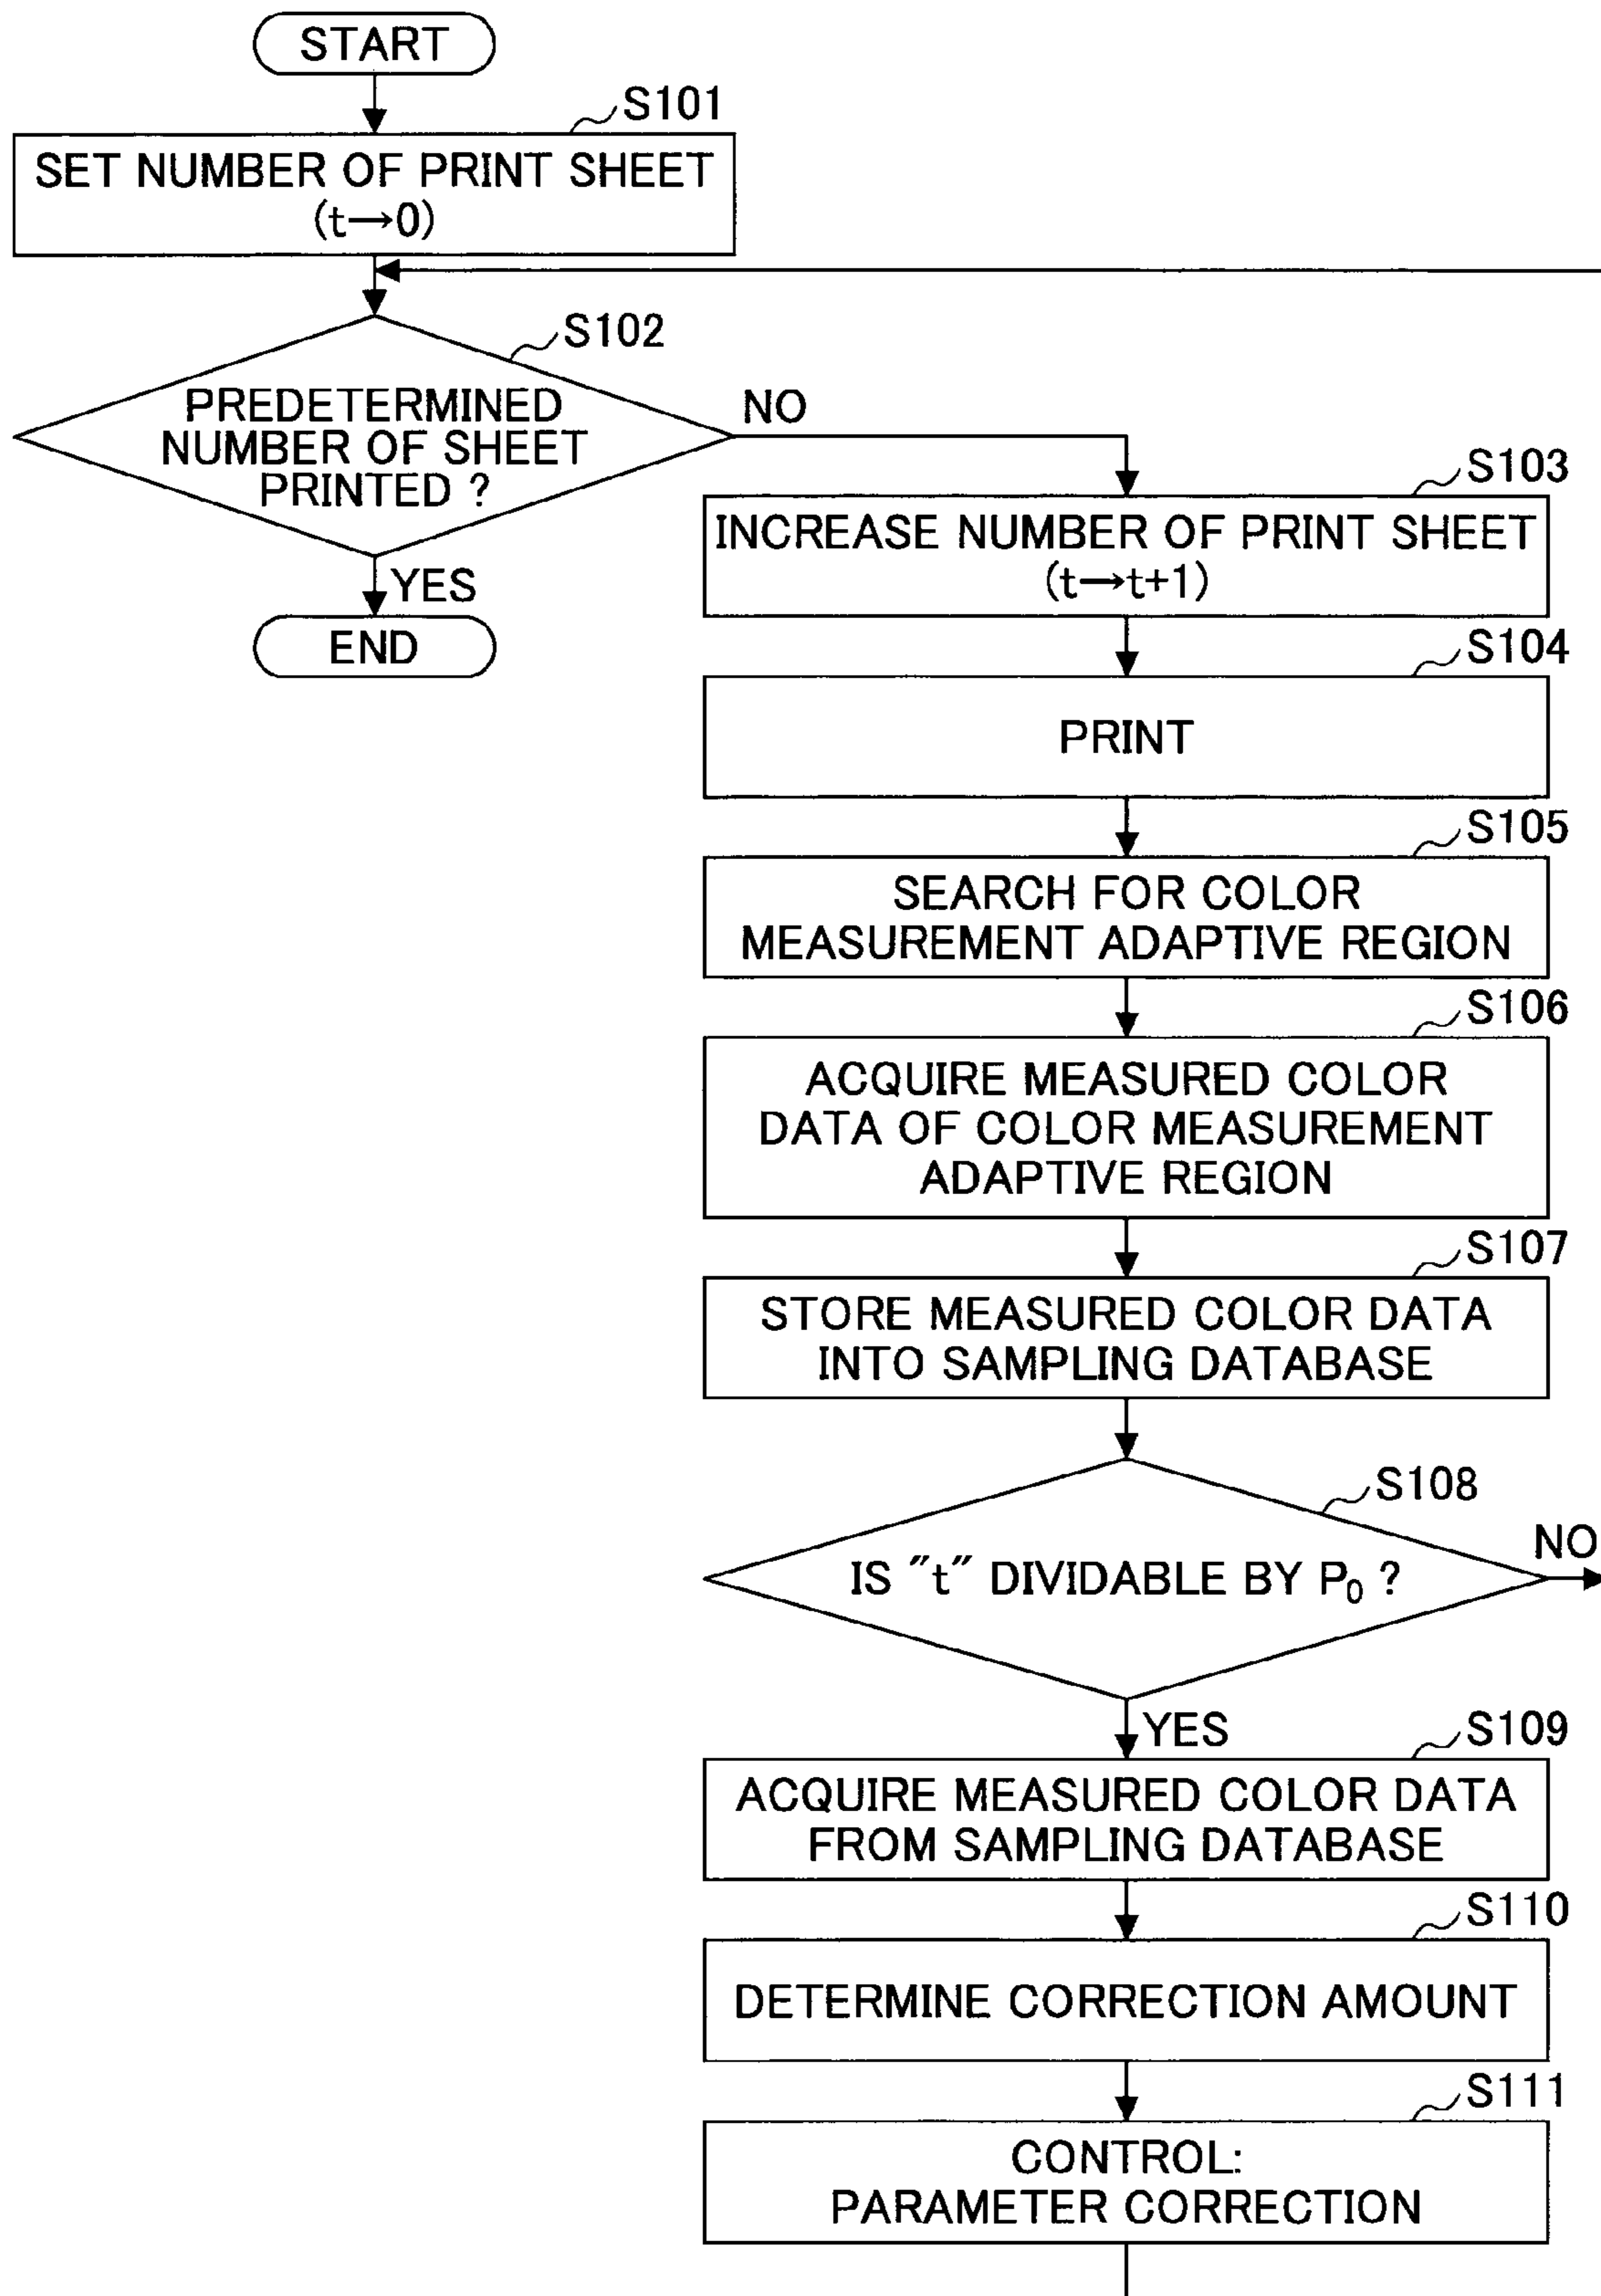 START
S101
SET NUMBER OF PRINT SHEET
(t→0)
S102
PREDETERMINED
NUMBER OF SHEET
PRINTED ?
NO
YES
END
S103
INCREASE NUMBER OF PRINT SHEET
(t→t+1)
S104
PRINT
S105
SEARCH FOR COLOR
MEASUREMENT ADAPTIVE REGION
S106
ACQUIRE MEASURED COLOR
DATA OF COLOR MEASUREMENT
ADAPTIVE REGION
S107
STORE MEASURED COLOR DATA
INTO SAMPLING DATABASE
S108
IS "t" DIVIDABLE BY P₀ ?
NO
YES
S109
ACQUIRE MEASURED COLOR DATA
FROM SAMPLING DATABASE
S110
DETERMINE CORRECTION AMOUNT
S111
CONTROL:
PARAMETER CORRECTION